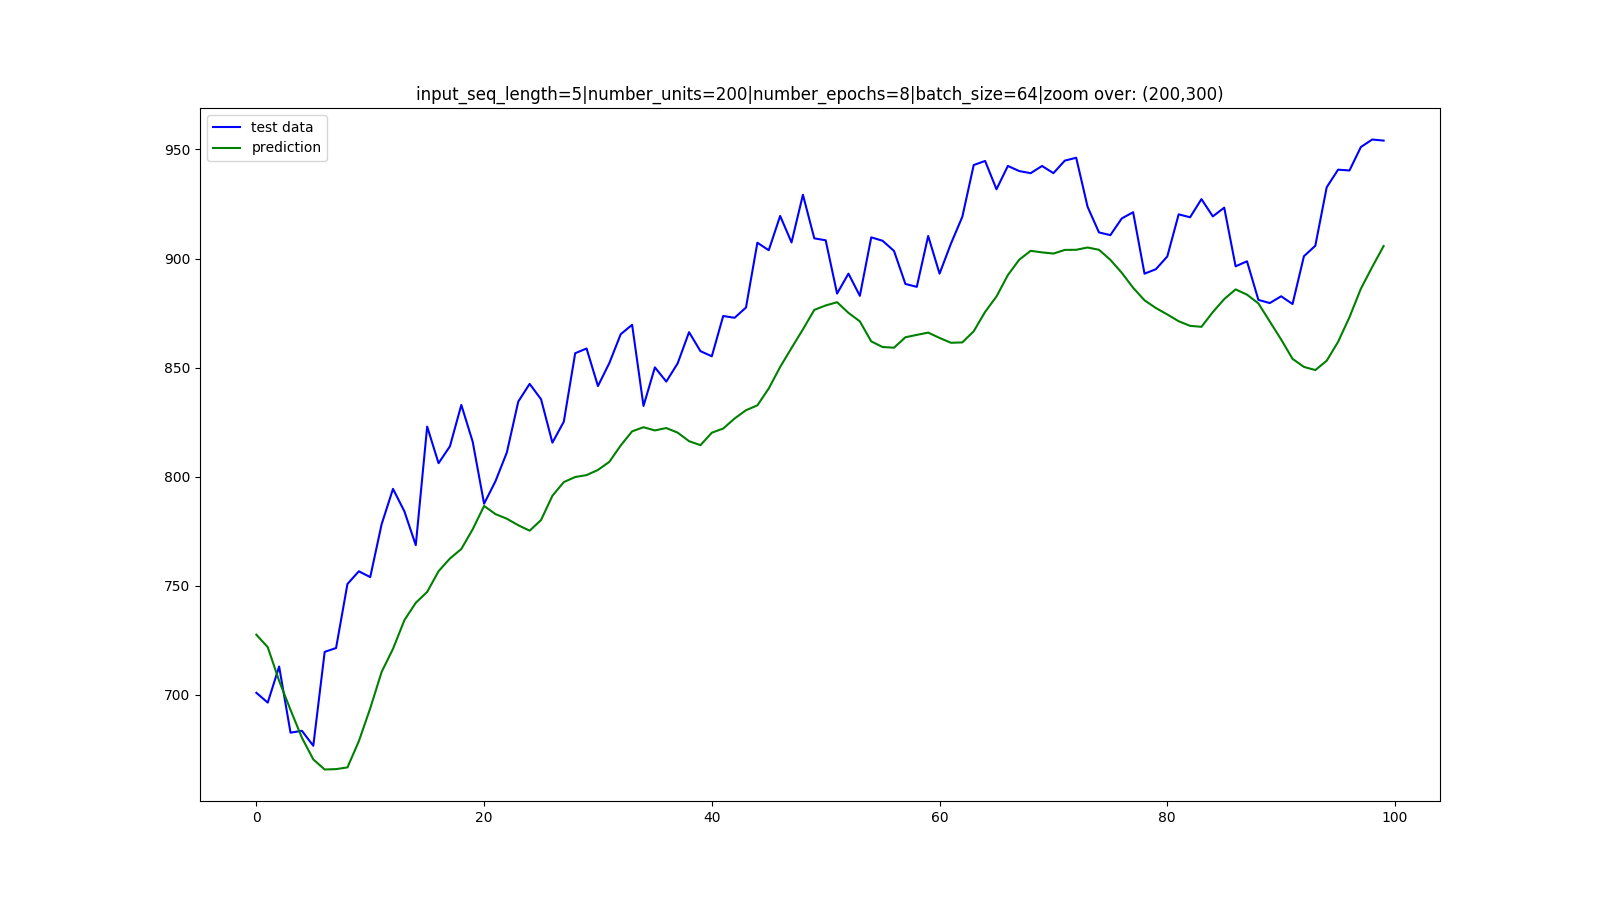 input_seq_length=5|number_units=200|number_epochs=8|batch_size=64|zoom over: (200,300)
test data
prediction
950
900
850
800
750
700
0 20 40 60 80 100